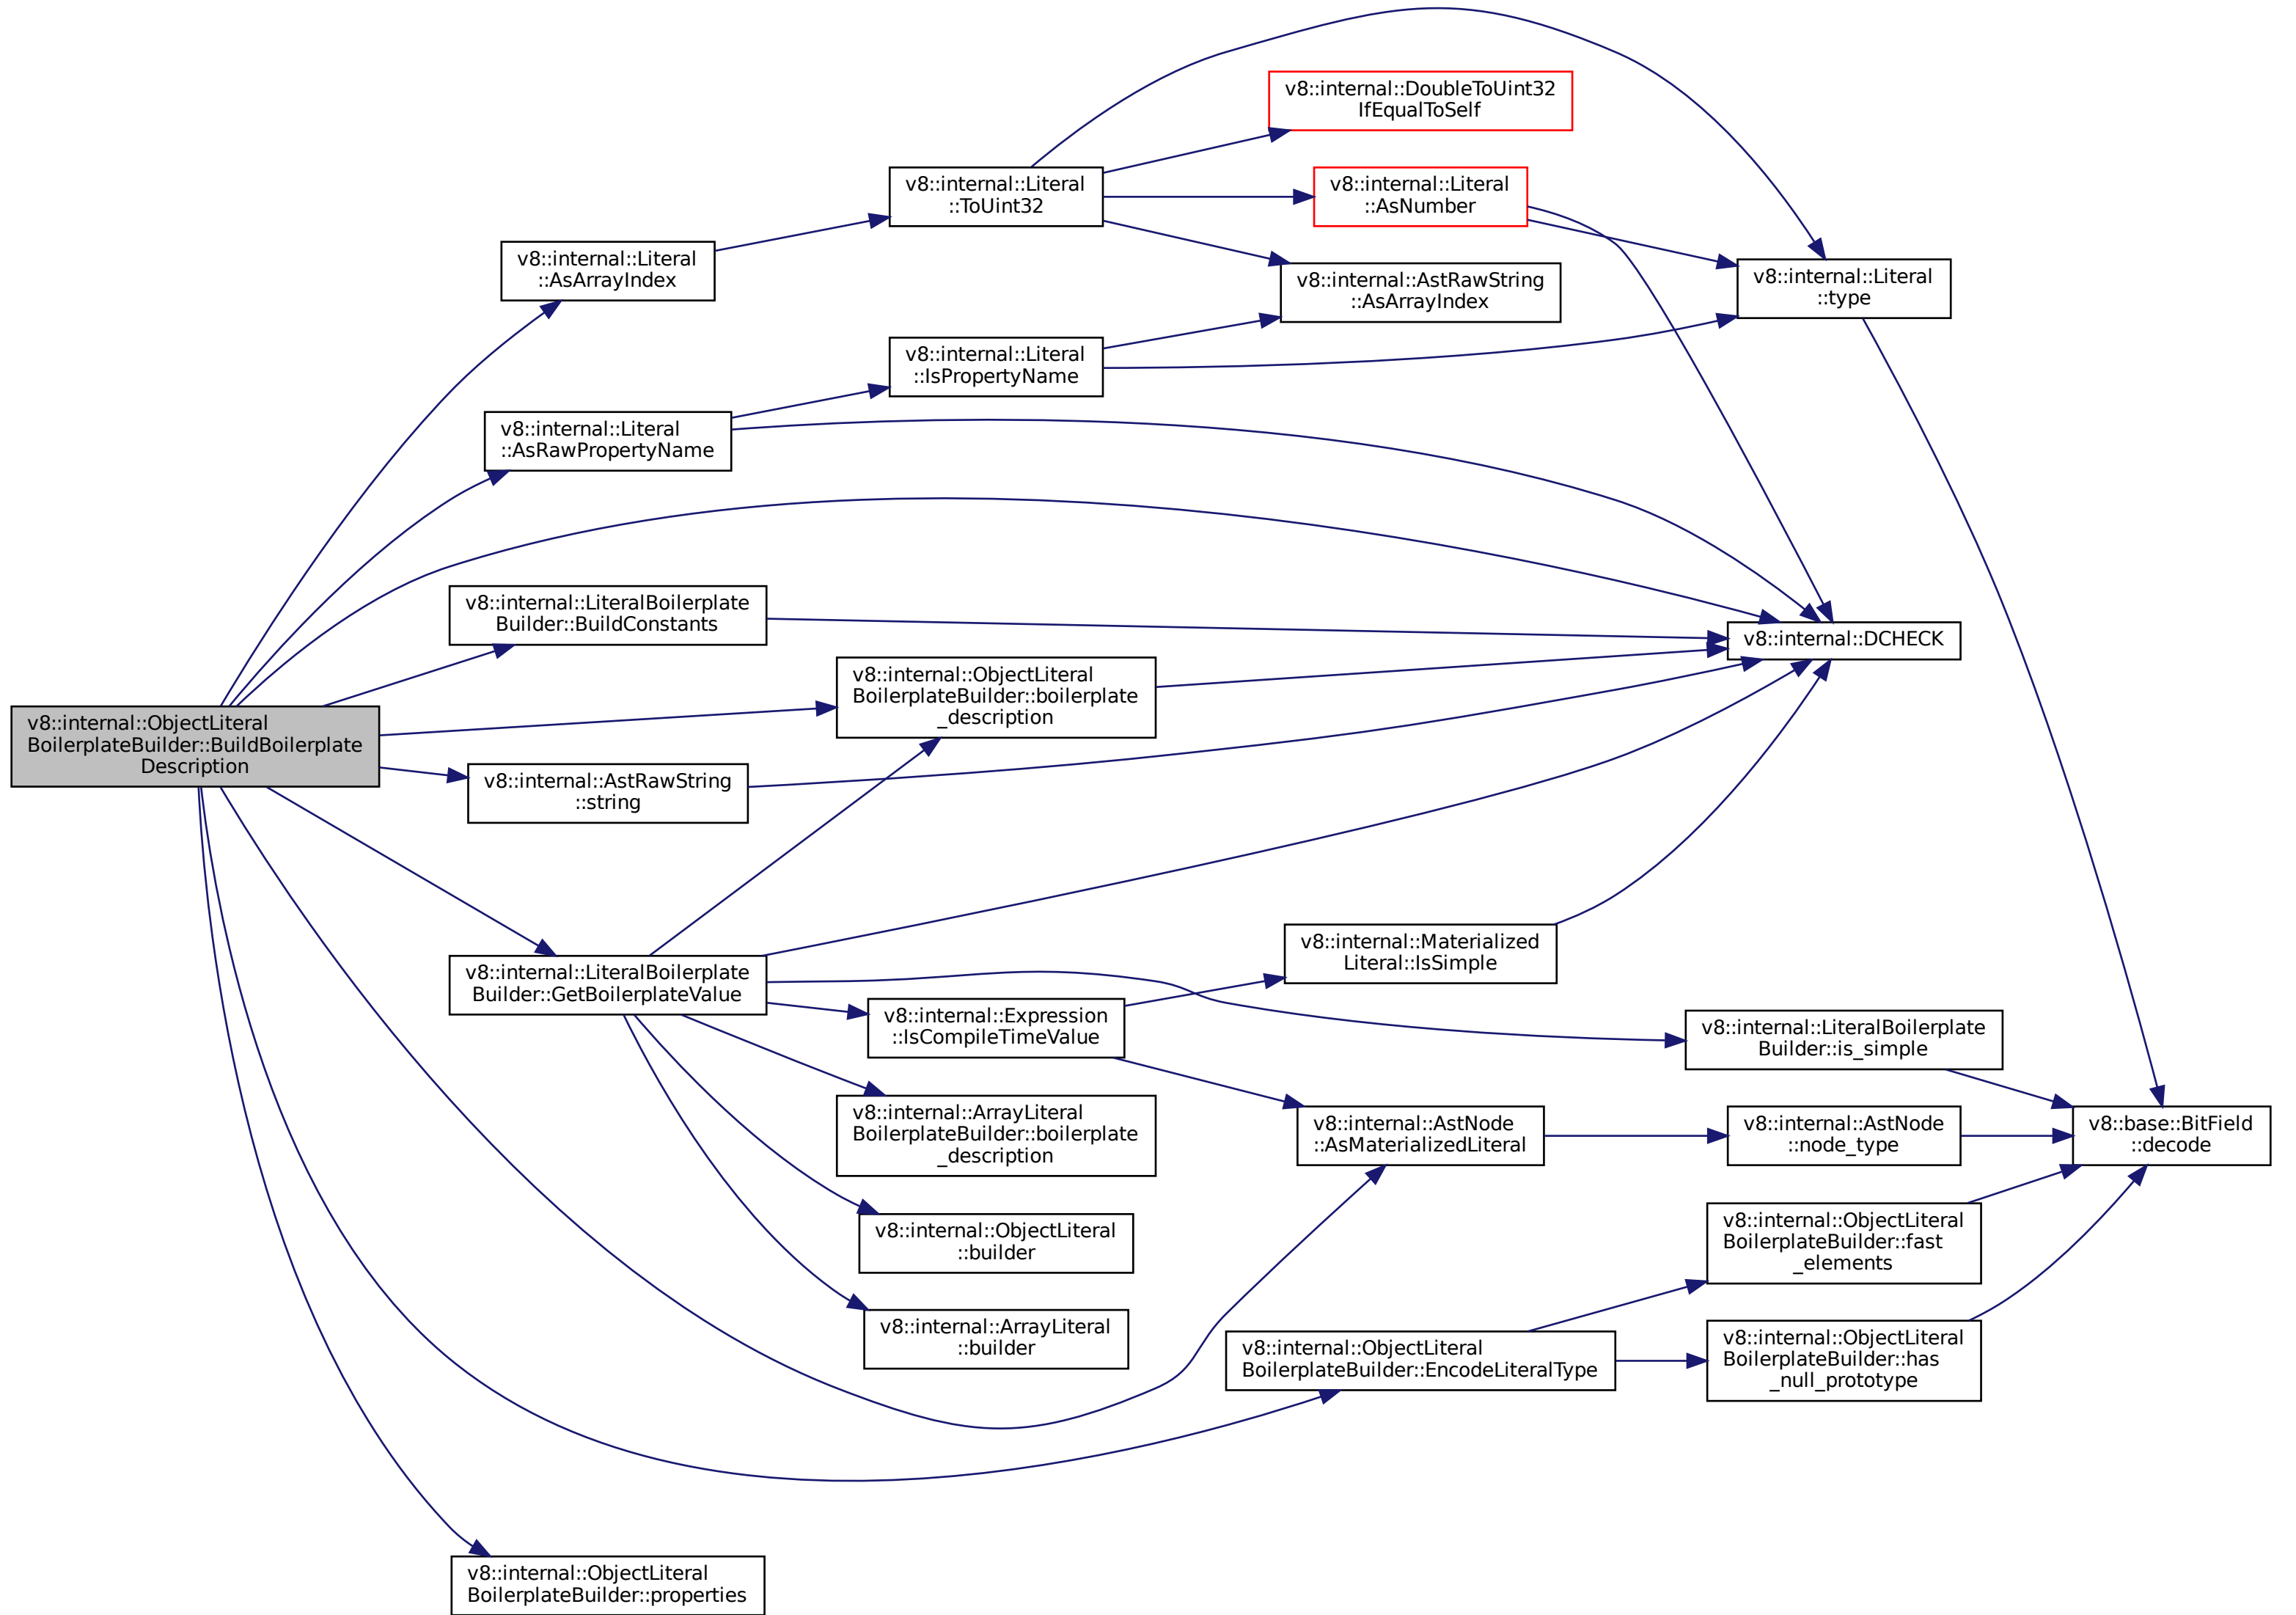 v8::internal::DoubleToUint32
IfEqualToSelf
v8::internal::Literal
::ToUint32
v8::internal::Literal
::AsNumber
v8::internal::Literal
::AsArrayIndex
v8::internal::AstRawString
::AsArrayIndex
v8::internal::Literal
::type
v8::internal::Literal
::IsPropertyName
v8::internal::Literal
::AsRawPropertyName
v8::internal::LiteralBoilerplate
Builder::BuildConstants
v8::internal::DCHECK
v8::internal::ObjectLiteral
BoilerplateBuilder::boilerplate
_description
v8::internal::ObjectLiteral
BoilerplateBuilder::BuildBoilerplate
Description
v8::internal::AstRawString
::string
v8::internal::Materialized
Literal::IsSimple
v8::internal::LiteralBoilerplate
Builder::GetBoilerplateValue
v8::internal::Expression
::IsCompileTimeValue
v8::internal::LiteralBoilerplate
Builder::is_simple
v8::internal::ArrayLiteral
BoilerplateBuilder::boilerplate
_description
v8::internal::AstNode
::AsMaterializedLiteral
v8::internal::AstNode
::node_type
v8::base::BitField
::decode
v8::internal::ObjectLiteral
::builder
v8::internal::ObjectLiteral
BoilerplateBuilder::fast
_elements
v8::internal::ArrayLiteral
::builder
v8::internal::ObjectLiteral
BoilerplateBuilder::EncodeLiteralType
v8::internal::ObjectLiteral
BoilerplateBuilder::has
_null_prototype
v8::internal::ObjectLiteral
BoilerplateBuilder::properties